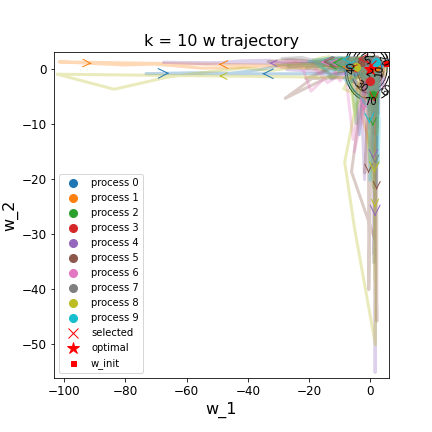 k = 10 w trajectory
w_2
0
−10
−20
−30
−40
−50
process 0
process 1
process 2
process 3
process 4
process 5
process 6
process 7
process 8
process 9
selected
optimal
w_init
70
−100
−80
−60
−40
−20
0
w_1